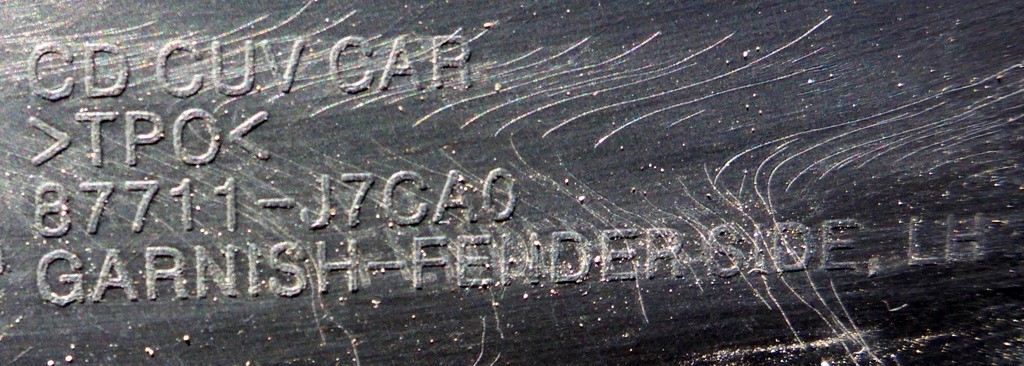 CD CUV CAR
>TPO<
87711-J7CA0
GARNISH-FENDER SIDE, LH